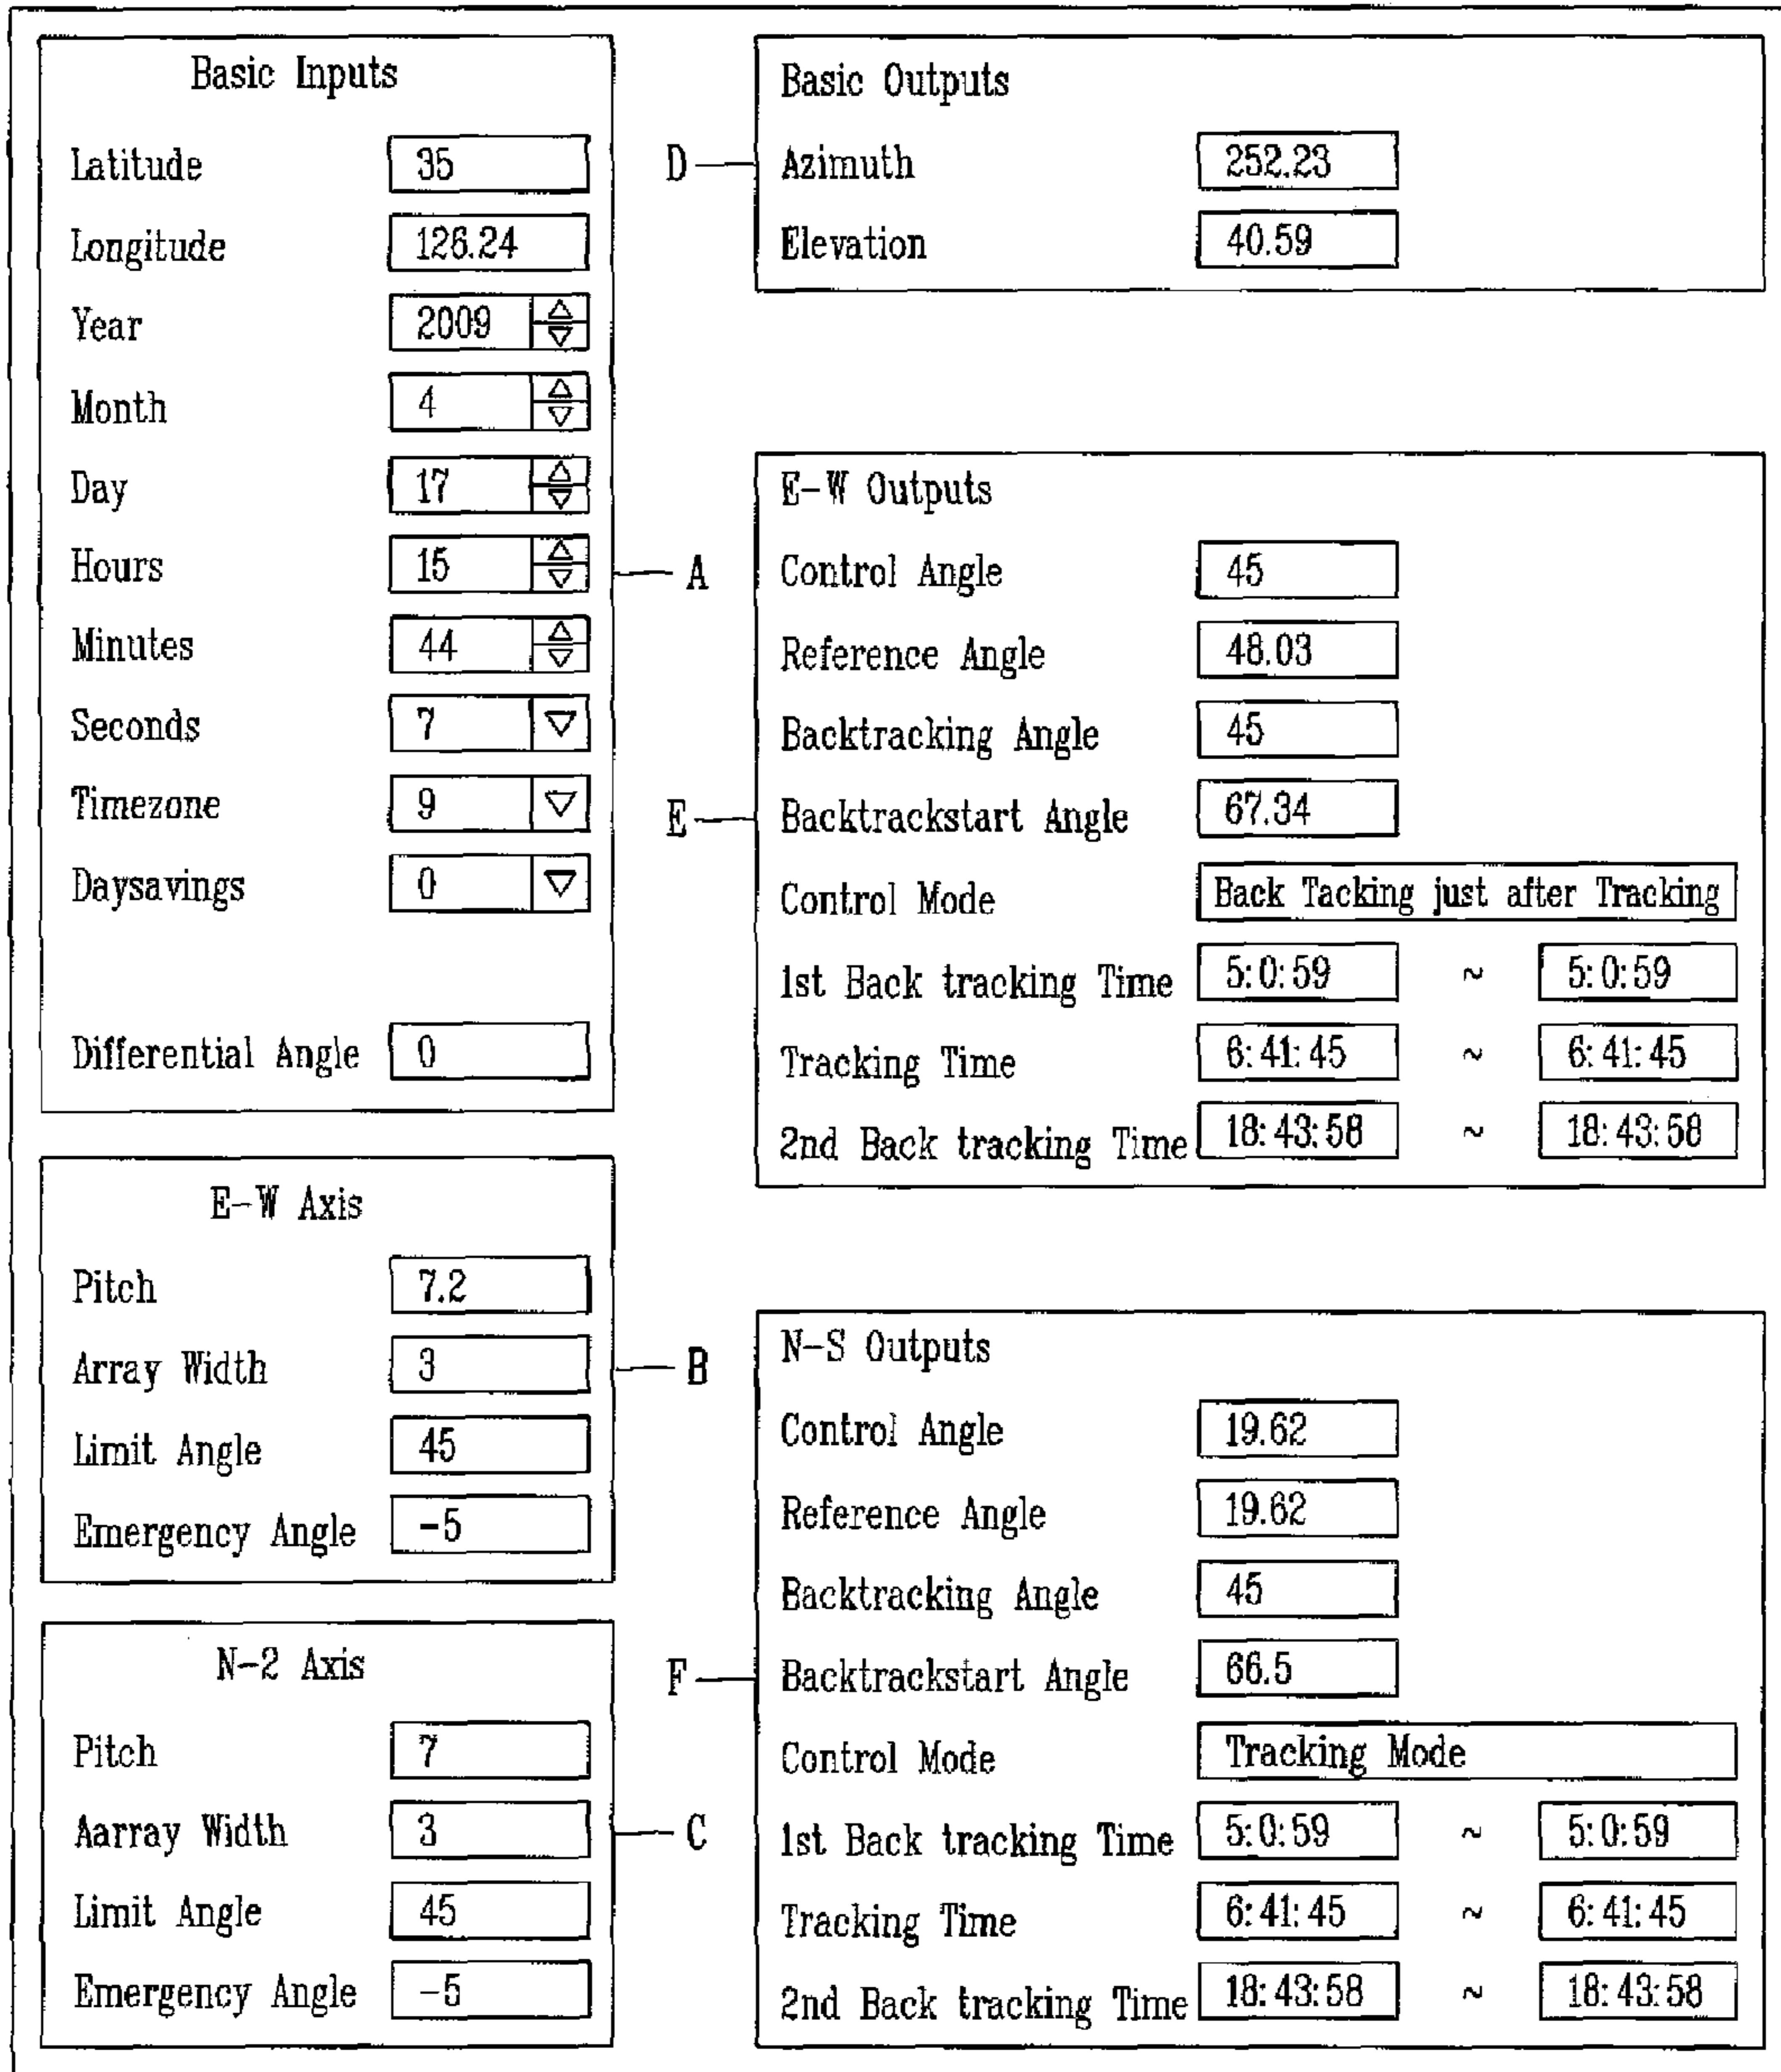 Basic Inputs
Latitude 35
Longitude 126.24
Year 2009
Month 4
Day 17
Hours 15
Minutes 44
Seconds 7
Timezone 9
Daysavings 0
Differential Angle 0
A
E-W Axis
Pitch 7.2
Array Width 3
Limit Angle 45
Emergency Angle -5
B
N-2 Axis
Pitch 7
Aarray Width 3
Limit Angle 45
Emergency Angle -5
C
Basic Outputs
D
Azimuth 252.23
Elevation 40.59
E-W Outputs
Control Angle 45
Reference Angle 48.03
Backtracking Angle 45
E
Backtrackstart Angle 67.34
Control Mode Back Tacking just after Tracking
1st Back tracking Time 5:0:59 ~ 5:0:59
Tracking Time 6:41:45 ~ 6:41:45
2nd Back tracking Time 18:43:58 ~ 18:43:58
N-S Outputs
Control Angle 19.62
Reference Angle 19.62
Backtracking Angle 45
F
Backtrackstart Angle 66.5
Control Mode Tracking Mode
1st Back tracking Time 5:0:59 ~ 5:0:59
Tracking Time 6:41:45 ~ 6:41:45
2nd Back tracking Time 18:43:58 ~ 18:43:58